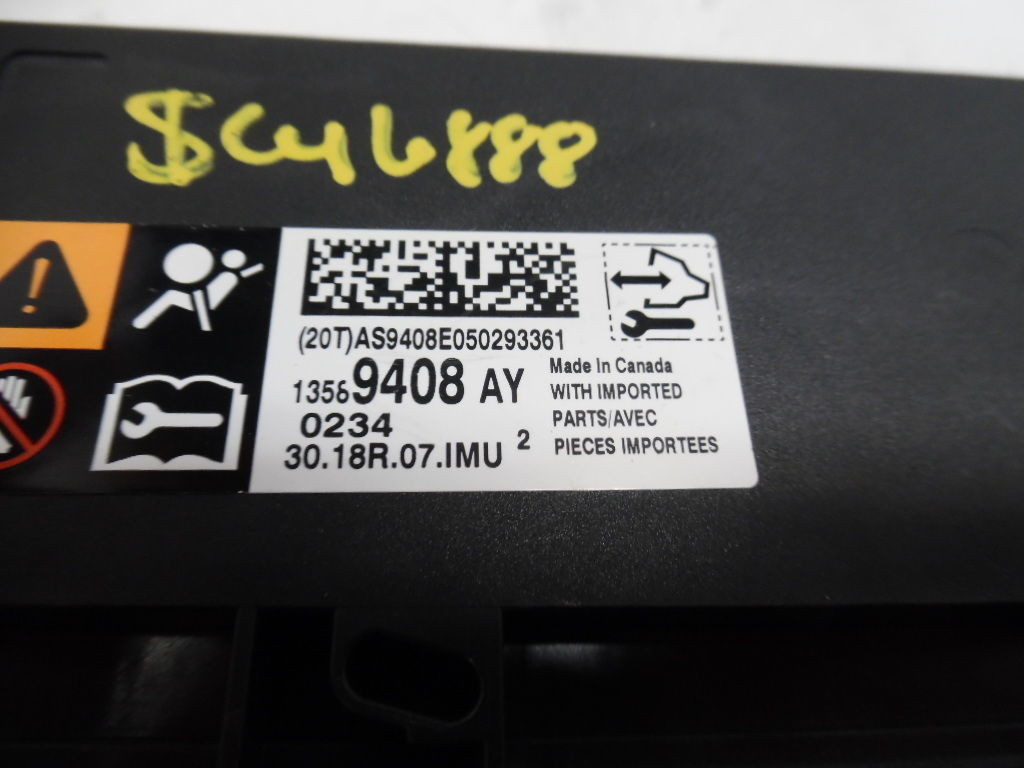 (20T)AS9408E050293361
13569408 AY
0234
30.18R.07.IMU 2
Made In Canada
WITH IMPORTED
PARTS/AVEC
PIECES IMPORTEES